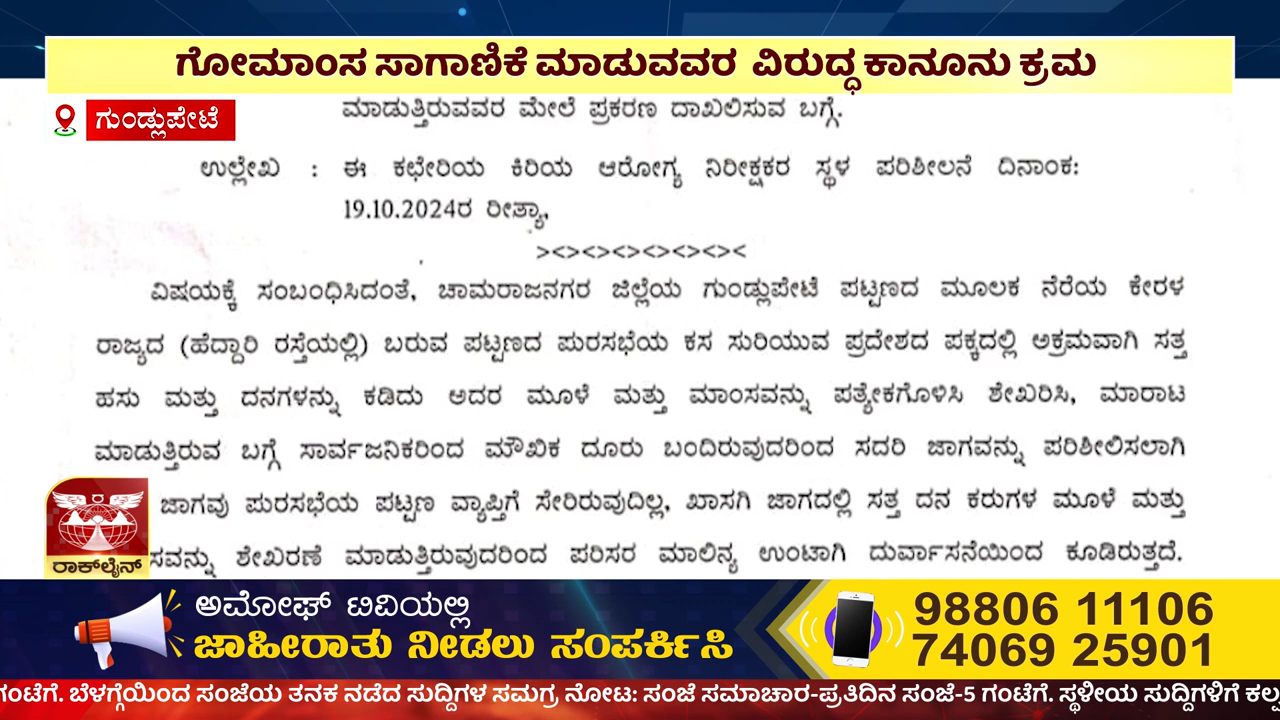 ಗೋಮಾಂಸ ಸಾಗಾಣಿಕೆ ಮಾಡುವವರ ವಿರುದ್ಧ ಕಾನೂನು ಕ್ರಮ
ಗುಂಡ್ಲುಪೇಟೆ
ಮಾಡುತ್ತಿರುವವರ ಮೇಲೆ ಪ್ರಕರಣ ದಾಖಲಿಸುವ ಬಗ್ಗೆ.
ಉಲ್ಲೇಖ : ಈ ಕಛೇರಿಯ ಕಿರಿಯ ಆರೋಗ್ಯ ನಿರೀಕ್ಷಕರ ಸ್ಥಳ ಪರಿಶೀಲನೆ ದಿನಾಂಕ:
19.10.2024ರ ರೀತ್ಯಾ,
><><><><><><><
ವಿಷಯಕ್ಕೆ ಸಂಬಂಧಿಸಿದಂತೆ, ಚಾಮರಾಜನಗರ ಜಿಲ್ಲೆಯ ಗುಂಡ್ಲುಪೇಟೆ ಪಟ್ಟಣದ ಮೂಲಕ ನೆರೆಯ ಕೇರಳ
ರಾಜ್ಯದ (ಹೆದ್ದಾರಿ ರಸ್ತೆಯಲ್ಲಿ) ಬರುವ ಪಟ್ಟಣದ ಪುರಸಭೆಯ ಕಸ ಸುರಿಯುವ ಪ್ರದೇಶದ ಪಕ್ಕದಲ್ಲಿ ಅಕ್ರಮವಾಗಿ ಸತ್ತ
ಹಸು ಮತ್ತು ದನಗಳನ್ನು ಕಡಿದು ಅದರ ಮೂಳೆ ಮತ್ತು ಮಾಂಸವನ್ನು ಪತ್ಯೇಕಗೊಳಿಸಿ ಶೇಖರಿಸಿ, ಮಾರಾಟ
ಮಾಡುತ್ತಿರುವ ಬಗ್ಗೆ ಸಾರ್ವಜನಿಕರಿಂದ ಮೌಖಿಕ ದೂರು ಬಂದಿರುವುದರಿಂದ ಸದರಿ ಜಾಗವನ್ನು ಪರಿಶೀಲಿಸಲಾಗಿ
ಜಾಗವು ಪುರಸಭೆಯ ಪಟ್ಟಣ ವ್ಯಾಪ್ತಿಗೆ ಸೇರಿರುವುದಿಲ್ಲ, ಖಾಸಗಿ ಜಾಗದಲ್ಲಿ ಸತ್ತ ದನ ಕರುಗಳ ಮೂಳೆ ಮತ್ತು
ಸವನ್ನು ಶೇಖರಣೆ ಮಾಡುತ್ತಿರುವುದರಿಂದ ಪರಿಸರ ಮಾಲಿನ್ಯ ಉಂಟಾಗಿ ದುರ್ವಾಸನೆಯಿಂದ ಕೂಡಿರುತ್ತದೆ.
ರಾಕ್‌ಲೈನ್
ಅಮೋಘ್ ಟಿವಿಯಲ್ಲಿ
ಜಾಹೀರಾತು ನೀಡಲು ಸಂಪರ್ಕಿಸಿ
98806 11106
74069 25901
ಗಂಟೆಗೆ. ಬೆಳಗ್ಗೆಯಿಂದ ಸಂಜೆಯ ತನಕ ನಡೆದ ಸುದ್ದಿಗಳ ಸಮಗ್ರ ನೋಟ: ಸಂಜೆ ಸಮಾಚಾರ-ಪ್ರತಿದಿನ ಸಂಜೆ-5 ಗಂಟೆಗೆ. ಸ್ಥಳೀಯ ಸುದ್ದಿಗಳಿಗೆ